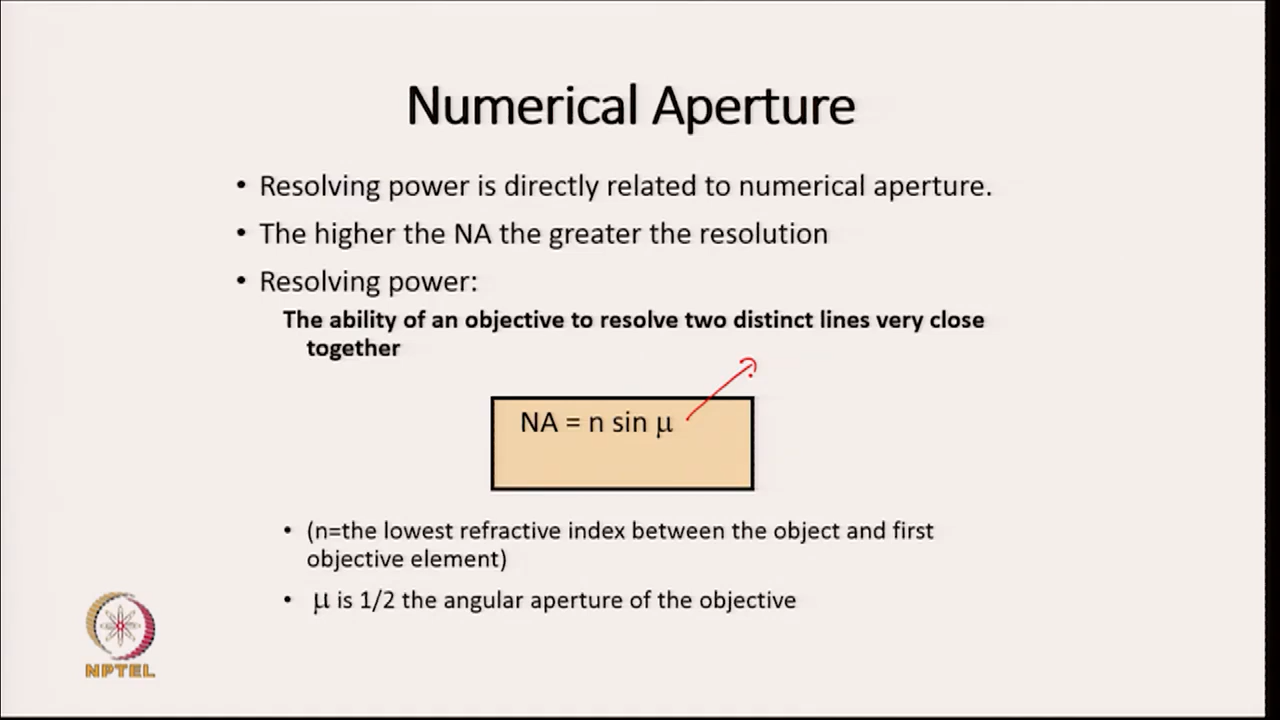 Numerical Aperture
• Resolving power is directly related to numerical aperture.
• The higher the NA the greater the resolution
• Resolving power:
The ability of an objective to resolve two distinct lines very close
together
NA = n sin μ
• (n=the lowest refractive index between the object and first
objective element)
• μ is 1/2 the angular aperture of the objective
NPTEL